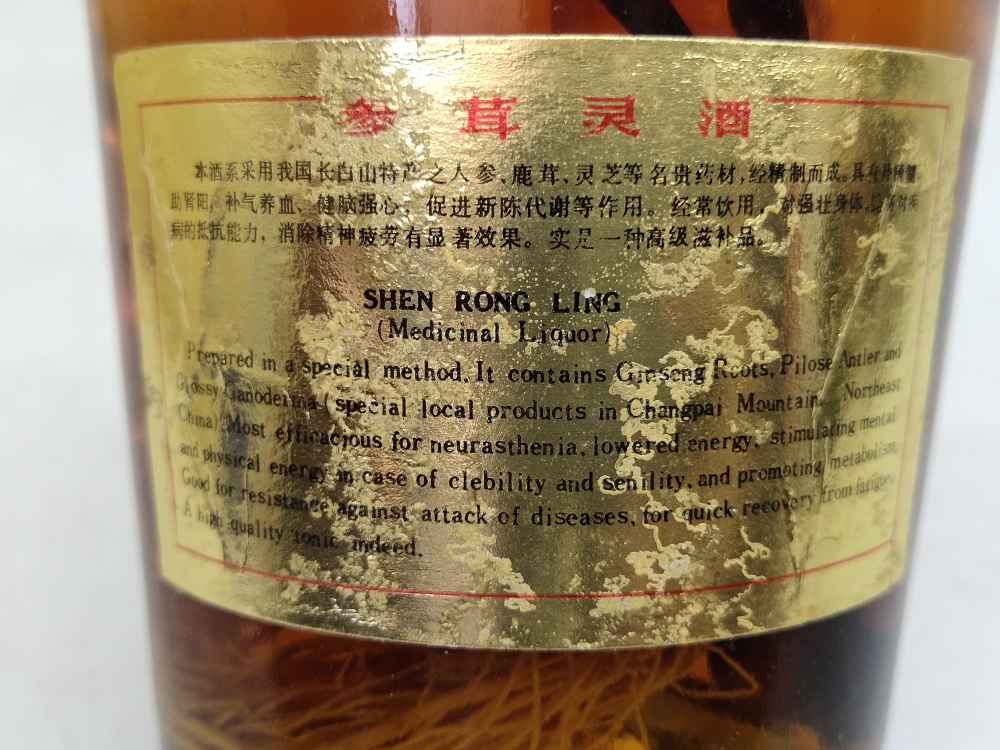 参茸灵酒
本酒系采用我国长白山特产之人参、鹿茸、灵芝等名贵药材,经精制而成。具有
助肾阳、补气养血、健脑强心、促进新陈代谢等作用。经常饮用,对强壮身体、
病的抵抗能力、消除精神疲劳有显著效果。实是一种高级滋补品。
SHEN RONG LING
(Medicinal Liquor)
Prepared in a special method. It contains Ginseng Roots, Pilose Antler and
Glossy Ganoderma (special local products in Changpai Mountain, Northeast
China) Most efficacious for neurasthenia, lowered energy, stimulating mental
and physical energy in case of clebility and senility, and promoting metabolism.
Good for resistance against attack of diseases, for quick recovery from fatigue.
A high quality tonic indeed.